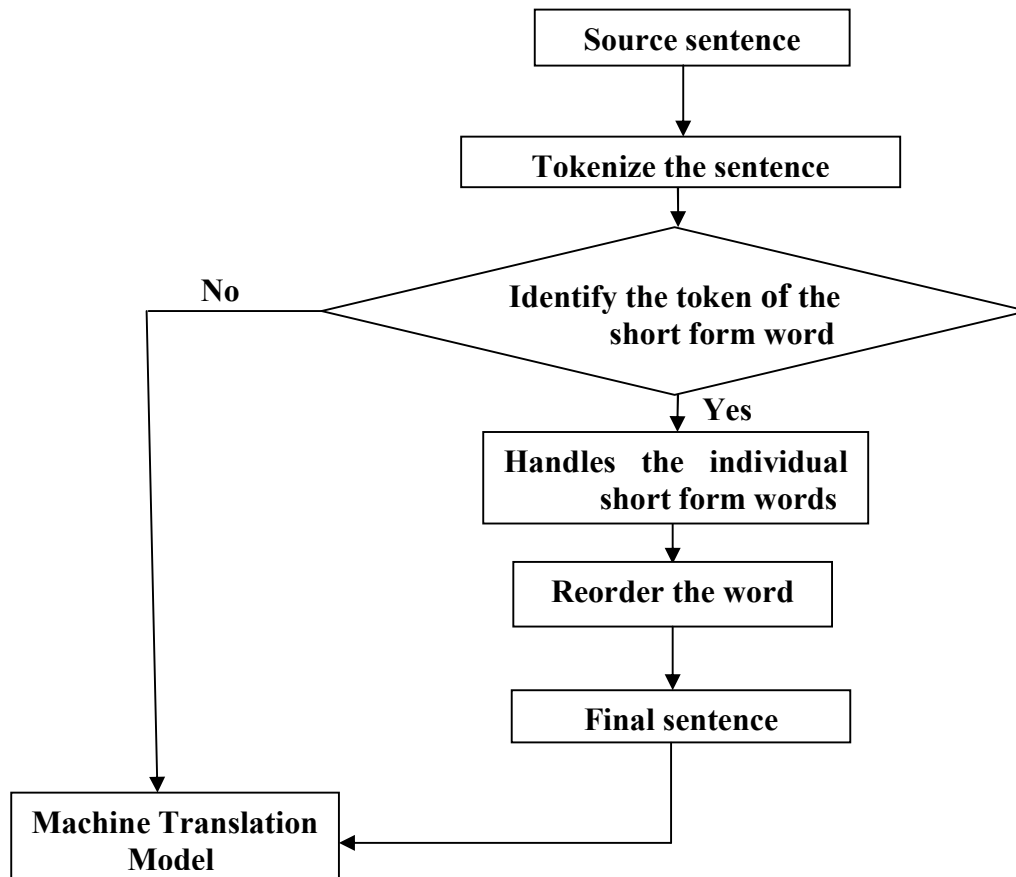 Source sentence
Tokenize the sentence
No
Identify the token of the
short form word
Yes
Handles the individual
short form words
Reorder the word
Final sentence
Machine Translation
Model